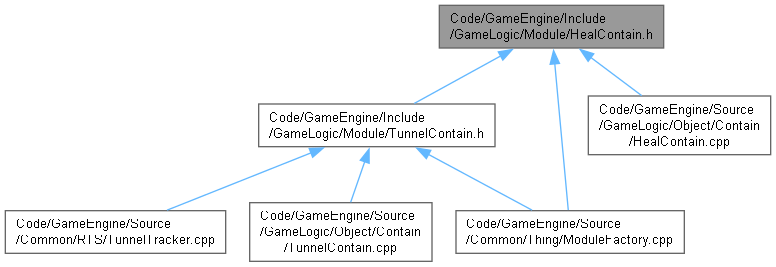 Code/GameEngine/Include
/GameLogic/Module/HealContain.h
Code/GameEngine/Include
/GameLogic/Module/TunnelContain.h
Code/GameEngine/Source
/GameLogic/Object/Contain
/HealContain.cpp
Code/GameEngine/Source
/Common/RTS/TunnelTracker.cpp
Code/GameEngine/Source
/GameLogic/Object/Contain
/TunnelContain.cpp
Code/GameEngine/Source
/Common/Thing/ModuleFactory.cpp